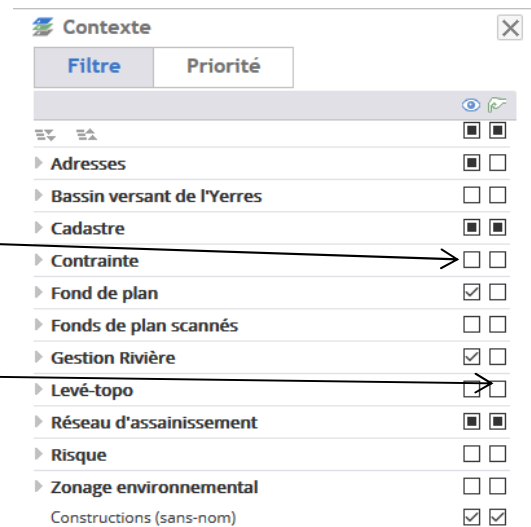 Contexte
Filtre Priorité
Adresses
Bassin versant de l'Yerres
Cadastre
Contrainte
Fond de plan
Fonds de plan scannés
Gestion Rivière
Levé-topo
Réseau d'assainissement
Risque
Zonage environnemental
Constructions (sans-nom)